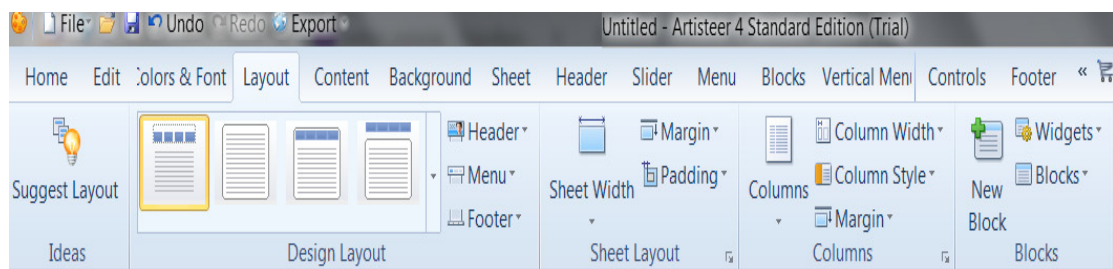 File Undo Redo Export Untitled - Artisteer 4 Standard Edition (Trial)
Home Edit Colors & Font Layout Content Background Sheet Header Slider Menu Blocks Vertical Menu Controls Footer «
Suggest Layout
Header
Menu
Footer
Sheet Width
Margin
Padding
Columns
Column Width
Column Style
Margin
New
Block
Widgets
Blocks
Ideas Design Layout Sheet Layout Columns Blocks